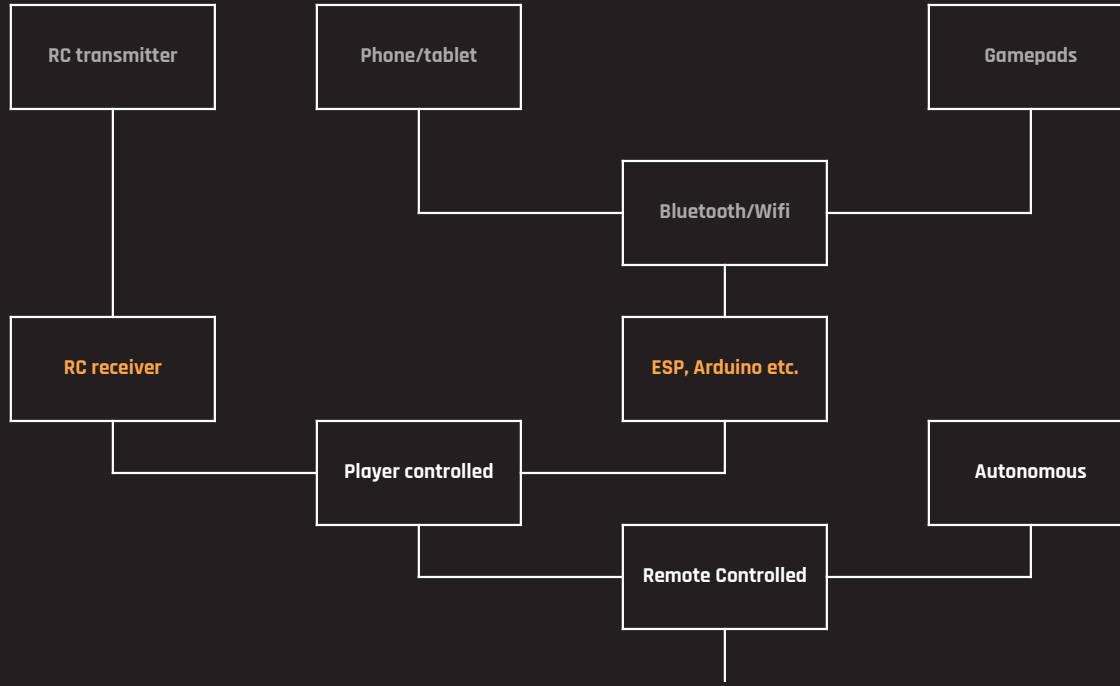 RC transmitter
Phone/tablet
Gamepads
Bluetooth/Wifi
RC receiver
ESP, Arduino etc.
Player controlled
Autonomous
Remote Controlled